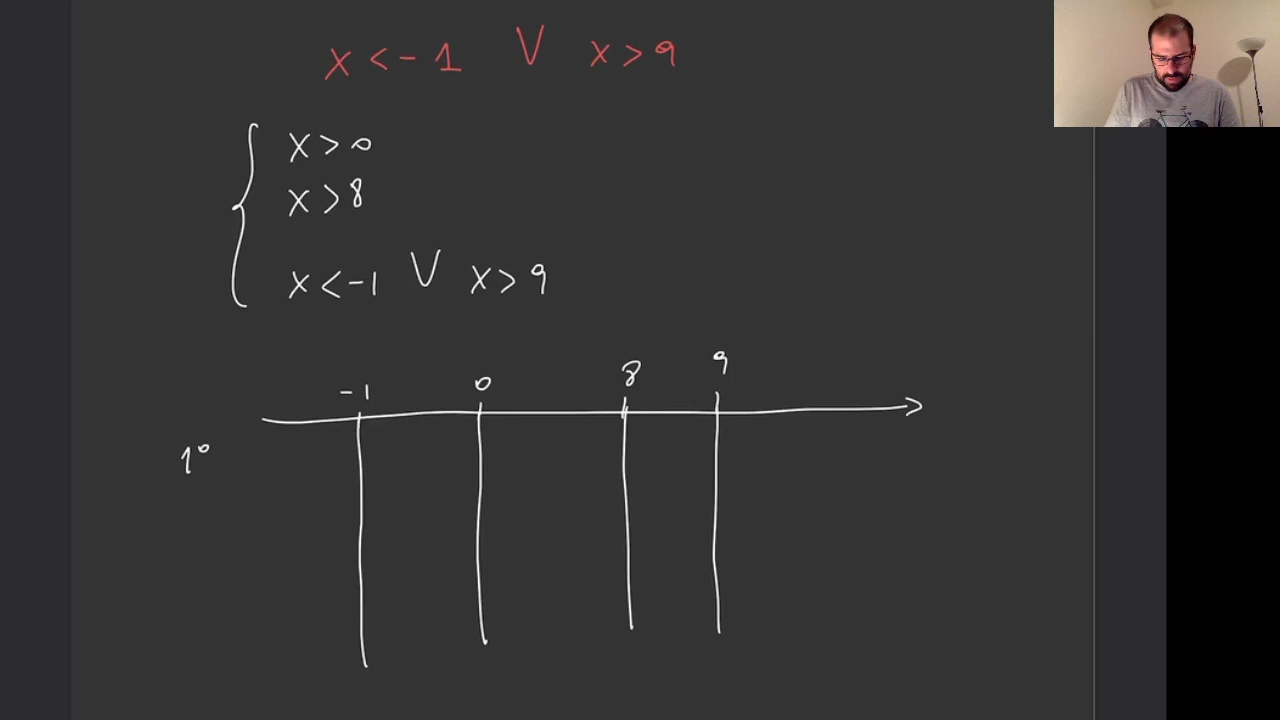 x < -1 V x > 9
x > 0
x > 8
x < -1 V x > 9
-1 0 8 9
1°